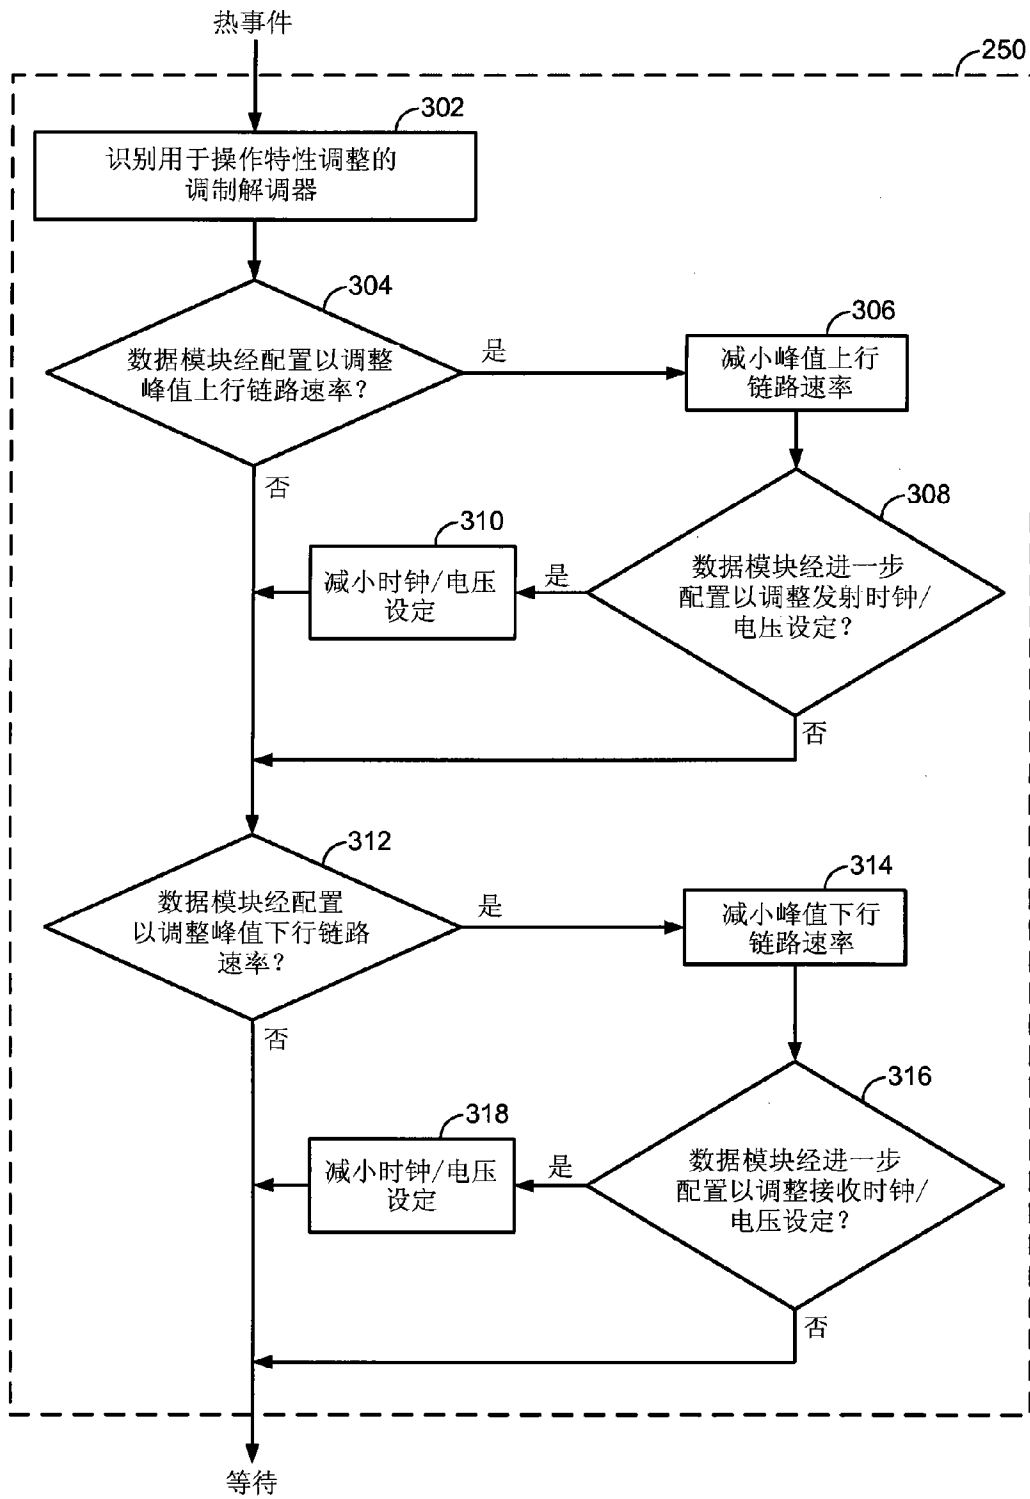 热事件
250
302
识别用于操作特性调整的
调制解调器
304
数据模块经配置以调整
峰值上行链路速率？
是
306
减小峰值上行
链路速率
否
308
数据模块经进一步
配置以调整发射时钟/
电压设定？
是
310
减小时钟/电压
设定
否
312
数据模块经配置
以调整峰值下行链路
速率？
是
314
减小峰值下行
链路速率
否
316
数据模块经进一步
配置以调整接收时钟/
电压设定？
是
318
减小时钟/电压
设定
否
等待